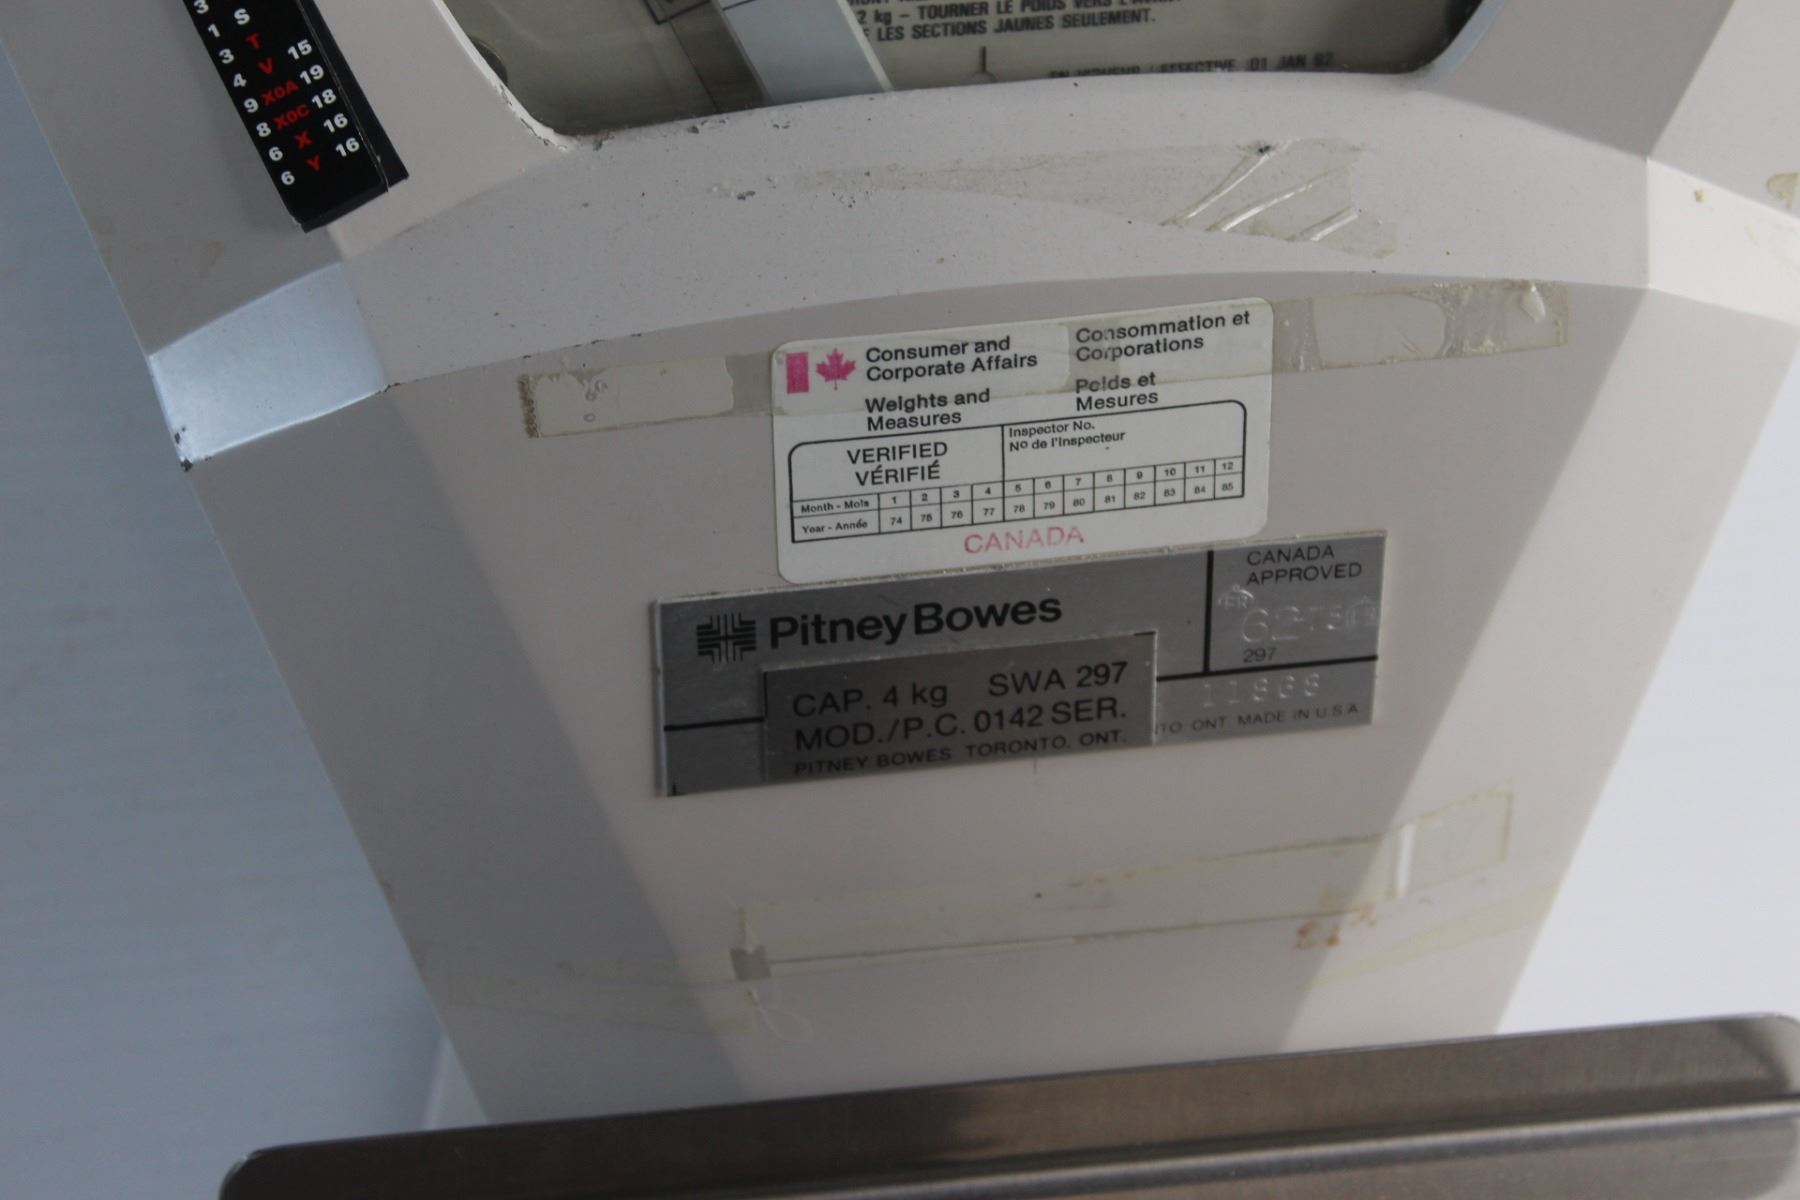 3
S
1
T
3 V 15
4 X0A 19
9 X0C 18
8 X 16
6 Y 16
6
2 kg – TOURNER LE POIDS VERS
LES SECTIONS JAUNES SEULEMENT.
EFFECTIVE 01 JAN 92
Consumer and
Corporate Affairs
Consommation et
Corporations
Weights and
Measures
Poids et
Mesures
VERIFIED
VÉRIFIÉ
Inspector No.
No de l'Inspecteur
Month - Mois 1 2 3 4 5 6 7 8 9 10 11 12
Year - Année 74 75 76 77 78 79 80 81 82 83 84 85
CANADA
Pitney Bowes
CANADA
APPROVED
297
CAP. 4 kg SWA 297
MOD./P.C. 0142 SER.
PITNEY BOWES TORONTO, ONT.
TO ONT. MADE IN U.S.A